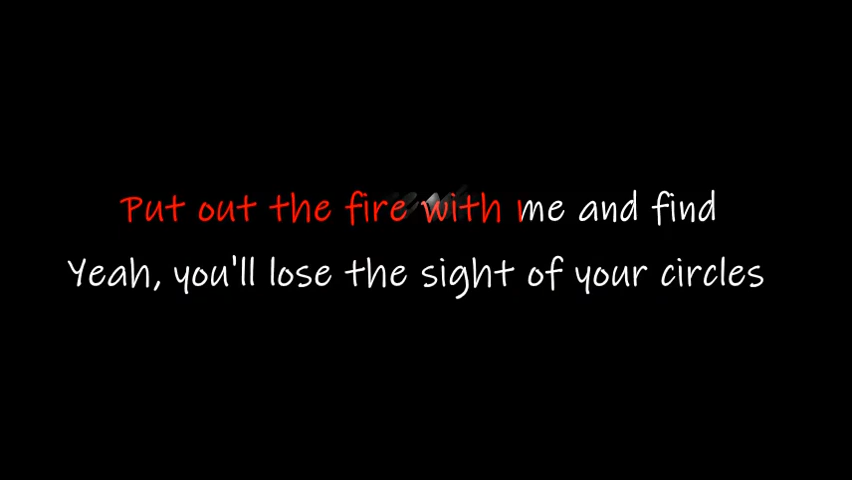 Put out the fire with me and find
Yeah, you'll lose the sight of your circles